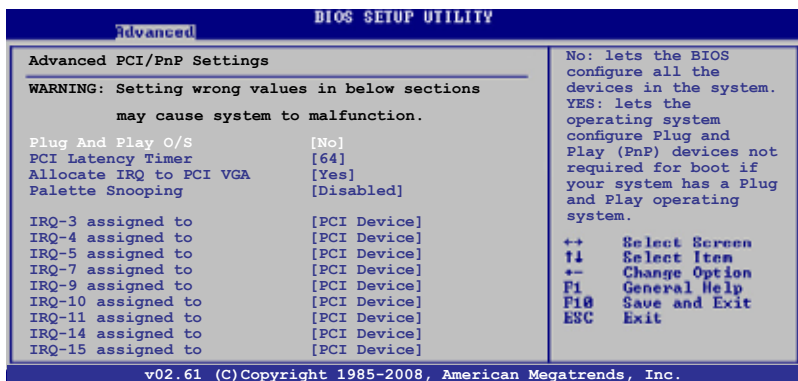 BIOS SETUP UTILITY
Advanced
Advanced PCI/PnP Settings
WARNING: Setting wrong values in below sections
may cause system to malfunction.
Plug And Play O/S [No]
PCI Latency Timer [64]
Allocate IRQ to PCI VGA [Yes]
Palette Snooping [Disabled]
IRQ-3 assigned to [PCI Device]
IRQ-4 assigned to [PCI Device]
IRQ-5 assigned to [PCI Device]
IRQ-7 assigned to [PCI Device]
IRQ-9 assigned to [PCI Device]
IRQ-10 assigned to [PCI Device]
IRQ-11 assigned to [PCI Device]
IRQ-14 assigned to [PCI Device]
IRQ-15 assigned to [PCI Device]
No: lets the BIOS
configure all the
devices in the system.
YES: lets the
operating system
configure Plug and
Play (PnP) devices not
required for boot if
your system has a Plug
and Play operating
system.
↔ Select Screen
↑↓ Select Item
+- Change Option
F1 General Help
F10 Save and Exit
ESC Exit
v02.61 (C)Copyright 1985-2008, American Megatrends, Inc.